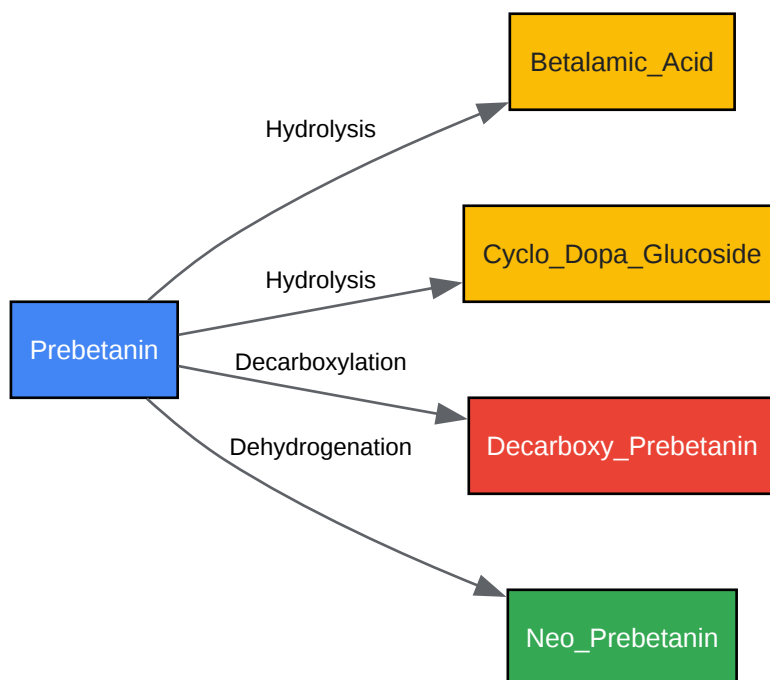 Betalamic_Acid
Hydrolysis
Cyclo_Dopa_Glucoside
Hydrolysis
Prebetanin
Decarboxylation
Decarboxy_Prebetanin
Dehydrogenation
Neo_Prebetanin